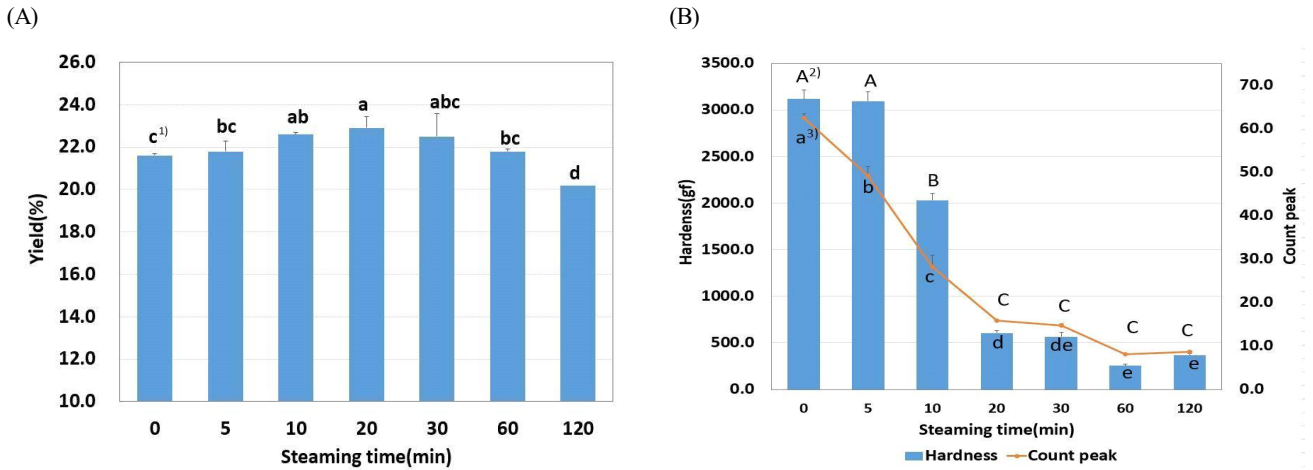 (A)
26.0
24.0
22.0
20.0
18.0
16.0
14.0
12.0
10.0
Yield(%)
c1)
bc
ab
a
abc
bc
d
0 5 10 20 30 60 120
Steaming time(min)
(B)
3500.0
3000.0
2500.0
2000.0
1500.0
1000.0
500.0
0.0
Hardenss(gf)
A2)
A
B
C
C
C
C
a3)
b
c
d
de
e
e
70.0
60.0
50.0
40.0
30.0
20.0
10.0
0.0
Count peak
0 5 10 20 30 60 120
Steaming time(min)
Hardness Count peak